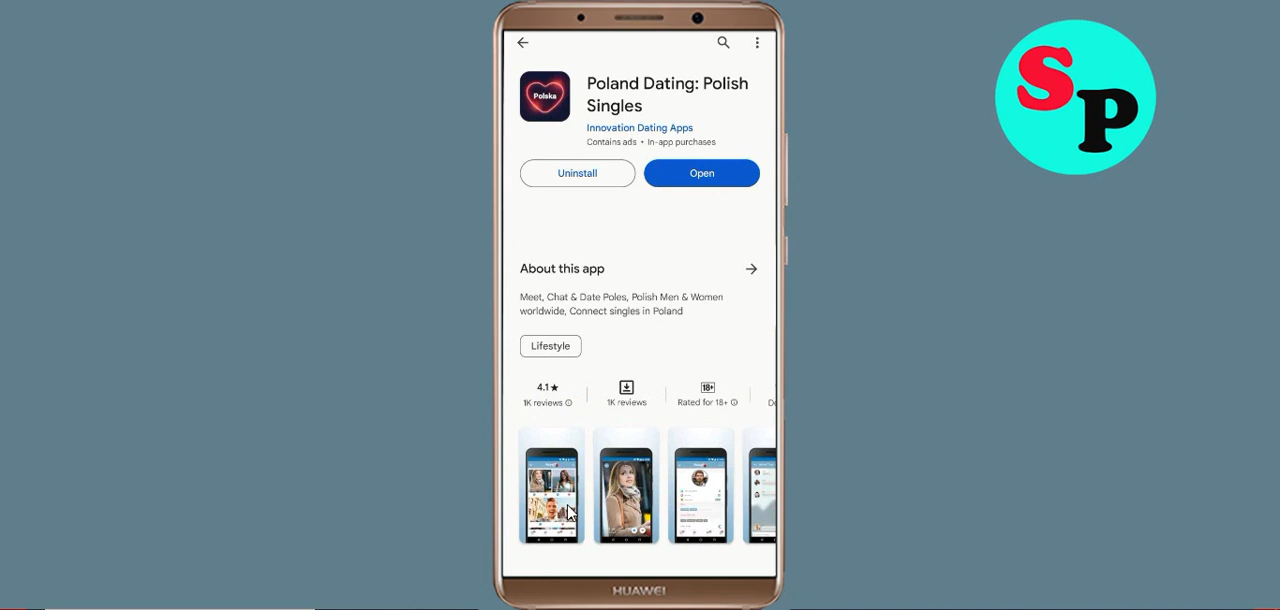 SP
Polska
Poland Dating: Polish
Singles
Innovation Dating Apps
Contains ads • In-app purchases
Uninstall
Open
About this app
Meet, Chat & Date Poles, Polish Men & Women
worldwide, Connect singles in Poland
Lifestyle
4.1★
1K reviews
1K reviews
18+
Rated for 18+
HUAWEI